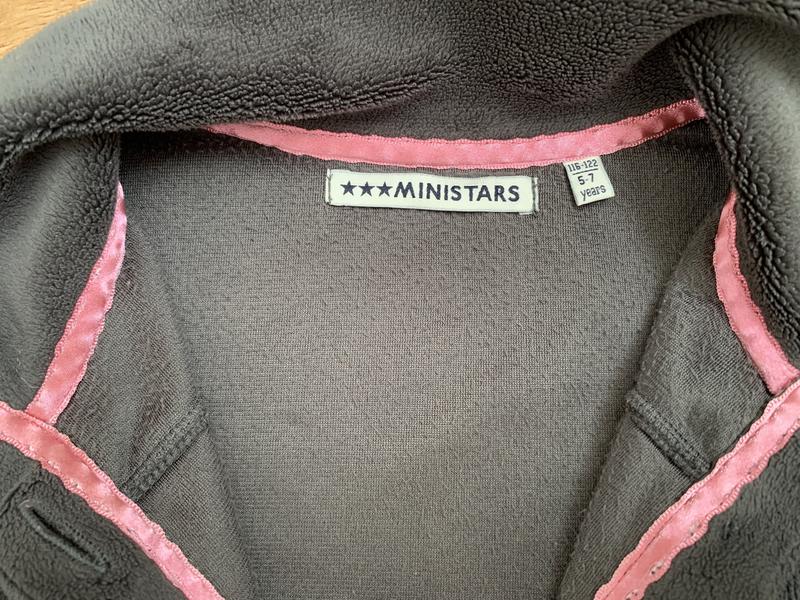 ★★★MINISTARS
116-122
5-7
years